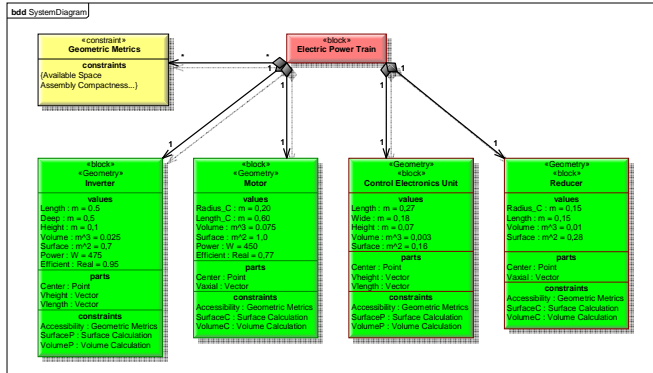 bdd SystemDiagram
«constraint»
Geometric Metrics
constraints
{Available Space
Assembly Compactness...}
«block»
Electric Power Train
*
*
1
1
1
1
1
1
1
1
«block»
«Geometry»
Inverter
values
Length : m = 0.5
Deep : m = 0,5
Height : m = 0,1
Volume : m^3 = 0.025
Surface : m^2 = 0,7
Power : W = 475
Efficient : Real = 0.95
parts
Center : Point
Vheight : Vector
Vlength : Vector
constraints
Accessibility : Geometric Metrics
SurfaceP : Surface Calculation
VolumeP : Volume Calculation
«block»
«Geometry»
Motor
values
Radius_C : m = 0,20
Length_C : m = 0,60
Volume : m^3 = 0.075
Surface : m^2 = 1,0
Power : W = 450
Efficient : Real = 0,77
parts
Center : Point
Vaxial : Vector
constraints
Accessibility : Geometric Metrics
SurfaceC : Surface Calculation
VolumeC : Volume Calculation
«Geometry»
«block»
Control Electronics Unit
values
Length : m = 0,27
Wide : m = 0,18
Height : m = 0,07
Volume : m^3 = 0,003
Surface : m^2 = 0,16
parts
Center : Point
Vheight : Vector
Vlength : Vector
constraints
Accessibility : Geometric Metrics
SurfaceP : Surface Calculation
VolumeP : Volume Calculation
«Geometry»
«block»
Reducer
values
Radius_C : m = 0,15
Length : m = 0,15
Volume : m^3 = 0,01
Surface : m^2 = 0,28
parts
Center : Point
Vaxial : Vector
constraints
Accessibility : Geometric Metrics
SurfaceC : Surface Calculation
VolumeC : Volume Calculation